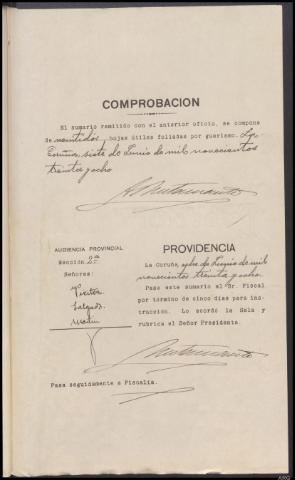 COMPROBACION
El sumario remitido con el anterior oficio, se compone
de veintidos hojas útiles foliadas por guarismo. La
Coruña, siete de Junio de mil novecientos
treinta y ocho
AUDIENCIA PROVINCIAL
Sección 2ª
Señores:
Salgado
PROVIDENCIA
La Coruña, ocho de Junio de mil
novecientos treinta y ocho.
Pase este sumario al Sr. Fiscal
por término de cinco días para ins-
trucción. Lo acordó la Sala y
rubrica el Señor Presidente.
Pasa seguidamente a Fiscalía.